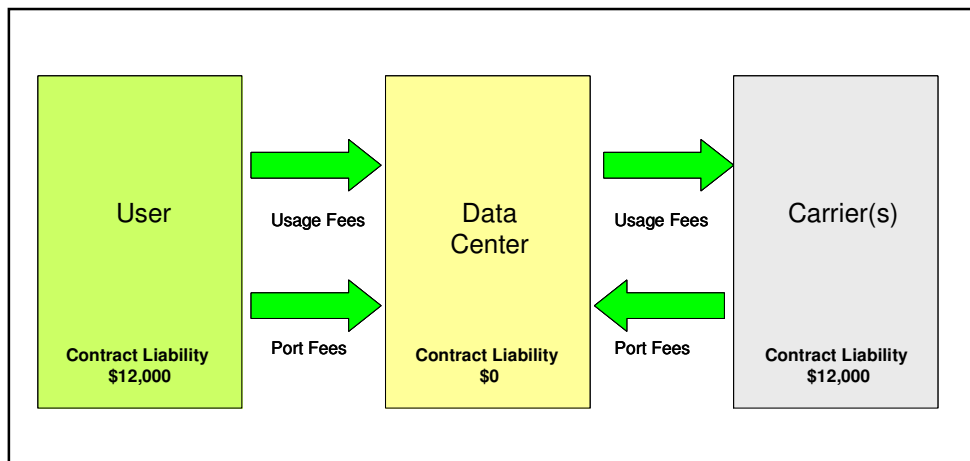 User
Contract Liability
$12,000
Usage Fees
Port Fees
Data
Center
Contract Liability
$0
Usage Fees
Port Fees
Carrier(s)
Contract Liability
$12,000